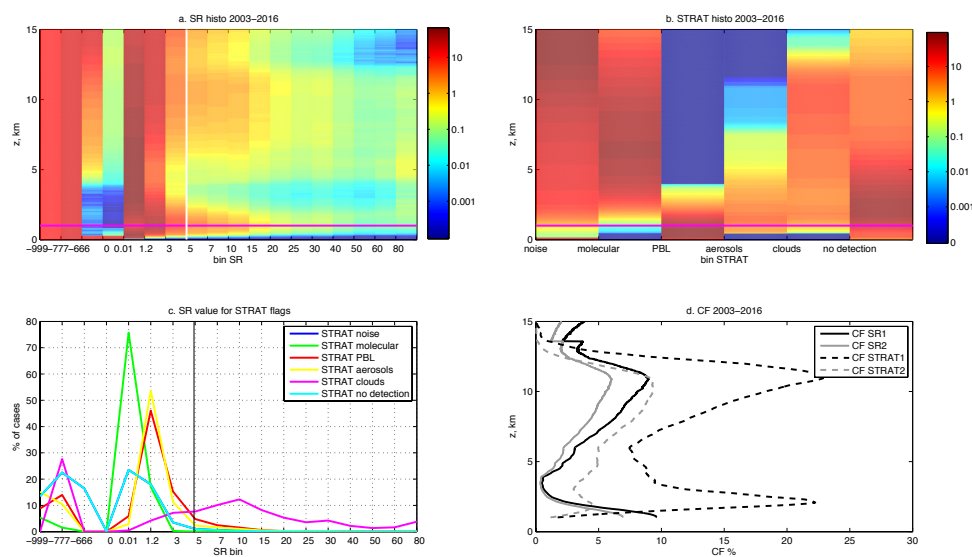 a. SR histo 2003−2016
15
10
5
0
z, km
−999−777−666 0 0.01 1.2 3 5 7 10 15 20 25 30 40 50 60 80
bin SR
10
1
0.1
0.01
0.001
b. STRAT histo 2003−2016
15
10
5
0
z, km
noise molecular PBL aerosols clouds no detection
bin STRAT
10
1
0.1
0.01
0.001
c. SR value for STRAT flags
80
70
60
50
40
30
20
10
0
% of cases
−999−777−666 0 0.01 1.2 3 5 7 10 15 20 25 30 40 50 60 80
SR bin
STRAT noise
STRAT molecular
STRAT PBL
STRAT aerosols
STRAT clouds
STRAT no detection
d. CF 2003−2016
15
10
5
0
z, km
0 5 10 15 20 25 30
CF %
CF SR1
CF SR2
CF STRAT1
CF STRAT2